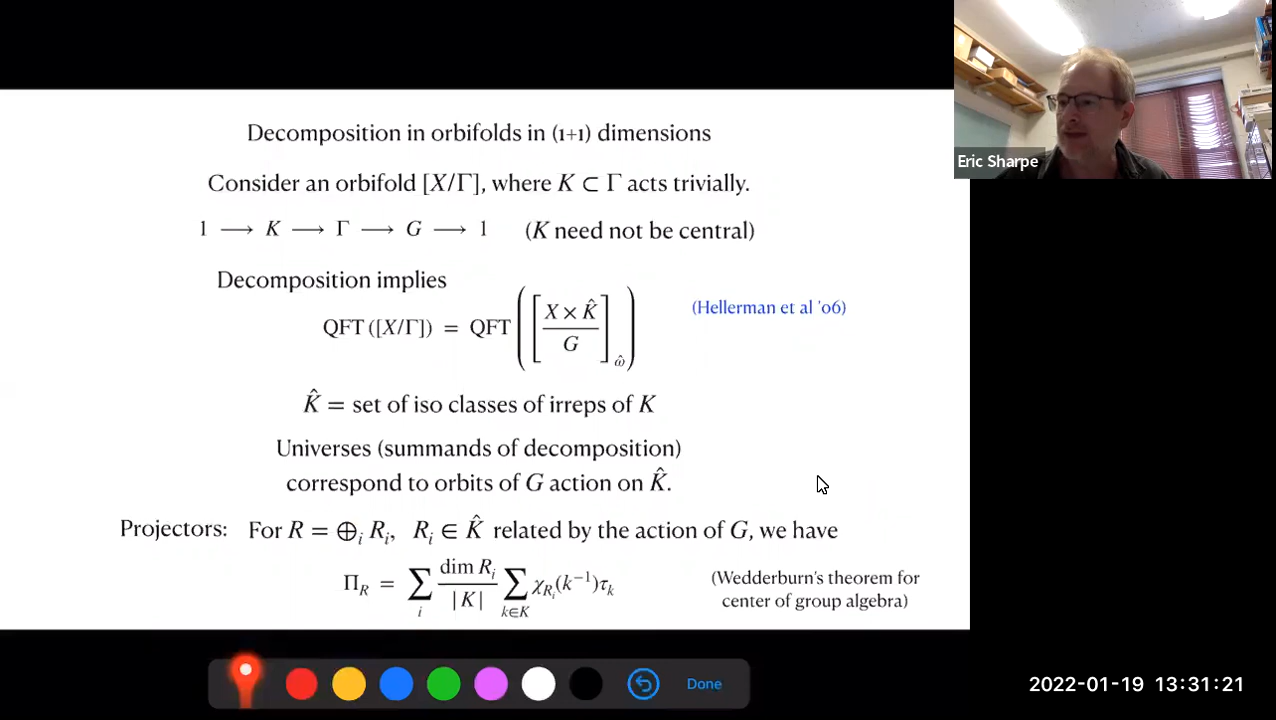 Decomposition in orbifolds in (1+1) dimensions
Consider an orbifold [X/Γ], where K ⊂ Γ acts trivially.
1 ⟶ K ⟶ Γ ⟶ G ⟶ 1 (K need not be central)
Decomposition implies
QFT([X/Γ]) = QFT([X × K̂ / G]_ω̂) (Hellerman et al '06)
K̂ = set of iso classes of irreps of K
Universes (summands of decomposition)
correspond to orbits of G action on K̂.
Projectors: For R = ⊕ᵢ Rᵢ, Rᵢ ∈ K̂ related by the action of G, we have
Π_R = ∑_i dim R_i / |K| ∑_{k∈K} χ_{R_i}(k⁻¹)τ_k
(Wedderburn's theorem for
center of group algebra)
Eric Sharpe
Done
2022-01-19 13:31:21